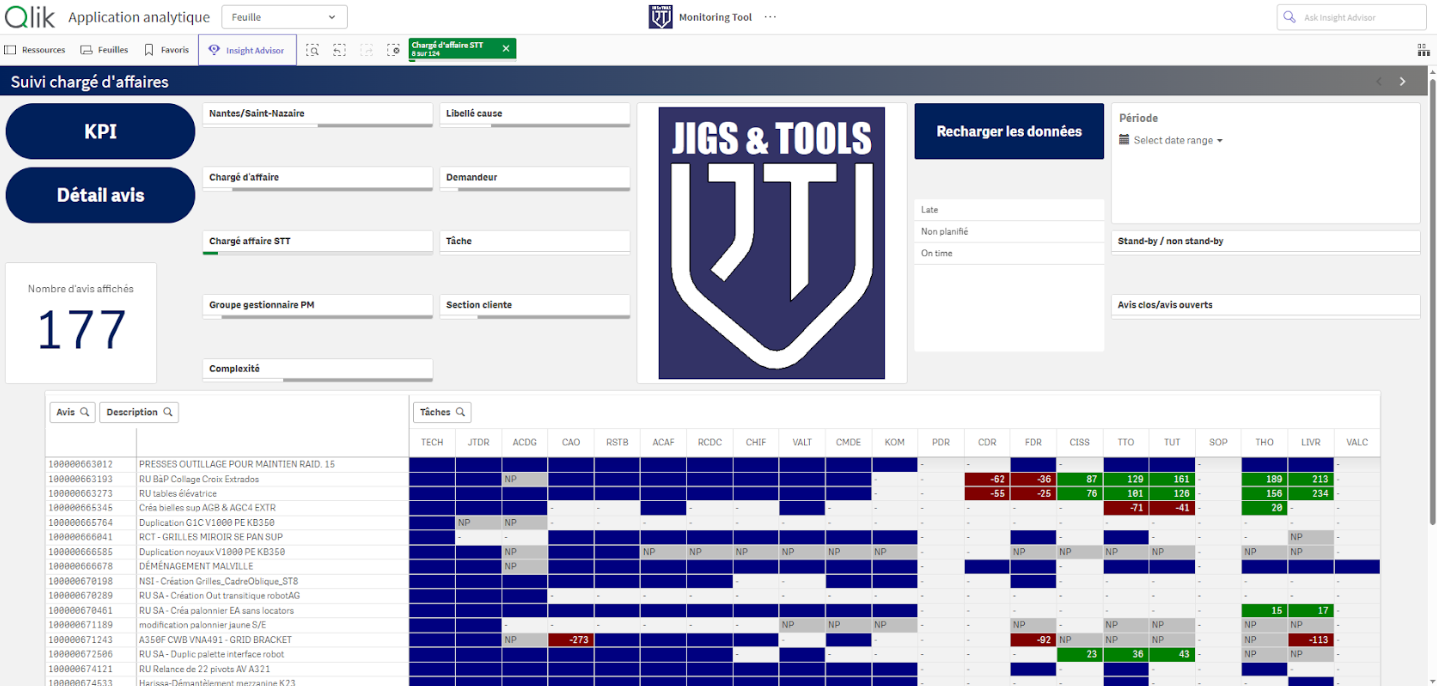 Qlik Application analytique Feuille Monitoring Tool ··· Ask Insight Advisor
Ressources Feuilles Favoris Insight Advisor Chargé d'affaire STT
8 sur 124
Suivi chargé d'affaires
KPI
Détail avis
Nombre d'avis affichés
177
Nantes/Saint-Nazaire Libellé cause
Chargé d'affaire Demandeur
Chargé affaire STT Tâche
Groupe gestionnaire PM Section cliente
Complexité
JIGS & TOOLS
JT
Recharger les données
Late
Non planifié
On time
Période
Select date range
Stand-by / non stand-by
Avis clos/avis ouverts
Avis Description Tâches
TECH JTDR ACDG CAO RSTB ACAF RCDC CHIF VALT CMDE KOM PDR CDR FDR CISS TTO TUT SOP THO LIVR VALC
100000663012 PRESSES OUTILLAGE POUR MAINTIEN RAID. 15 - - - - - -
100000663193 RU BàP Collage Croix Extrados NP - - -62 -36 87 129 161 - 189 213 -
100000663273 RU tables élévatrice - - -55 -25 76 101 126 - 156 234 -
100000665345 Créa bielles sup AGB & AGC4 EXTR - - - - - - - - - - - -71 -41 - 20 - -
100000665764 Duplication G1C V1000 PE KB350 NP NP - - - - - - - - - - - - - - - - - -
100000666041 RCT - GRILLES MIROIR SE PAN SUP - - - - - - - - NP -
100000666585 Duplication noyaux V1000 PE KB350 NP NP NP NP NP NP NP - - NP NP NP NP - NP NP -
100000666678 DÉMÉNAGEMENT MALVILLE NP - - -
100000670198 NSI - Création Grilles_CadreOblique_ST8 - - - - - - - - - - -
100000670289 RU SA - Création Out transitique robotAG - - - - - - - - - - - - - - - - - -
100000670461 RU SA - Créa palonnier EA sans locators - - - - - - - 15 17 -
100000671189 modification palonnier jaune S/E - - - - - - NP NP NP - - NP - NP NP - NP NP -
100000671243 A350F CWB VNA491 - GRID BRACKET NP -273 - - - - -92 NP NP NP - NP -113 -
100000672506 RU SA - Duplic palette interface robot - - - - - - 23 36 43 - NP NP -
100000674121 RU Relance de 22 pivots AV A321 - - - - - - -
100000674533 Harissa-Démantèlement mezzanine K23